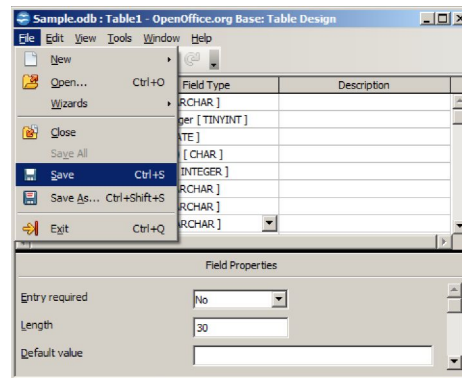 Sample.odb : Table1 - OpenOffice.org Base: Table Design
File Edit View Tools Window Help
New
Open... Ctrl+O
Wizards
Close
Save All
Save Ctrl+S
Save As... Ctrl+Shift+S
Exit Ctrl+Q
Field Type Description
RCHAR ]
ger [ TINYINT ]
ATE ]
[ CHAR ]
INTEGER ]
RCHAR ]
RCHAR ]
RCHAR ]
Field Properties
Entry required No
Length 30
Default value